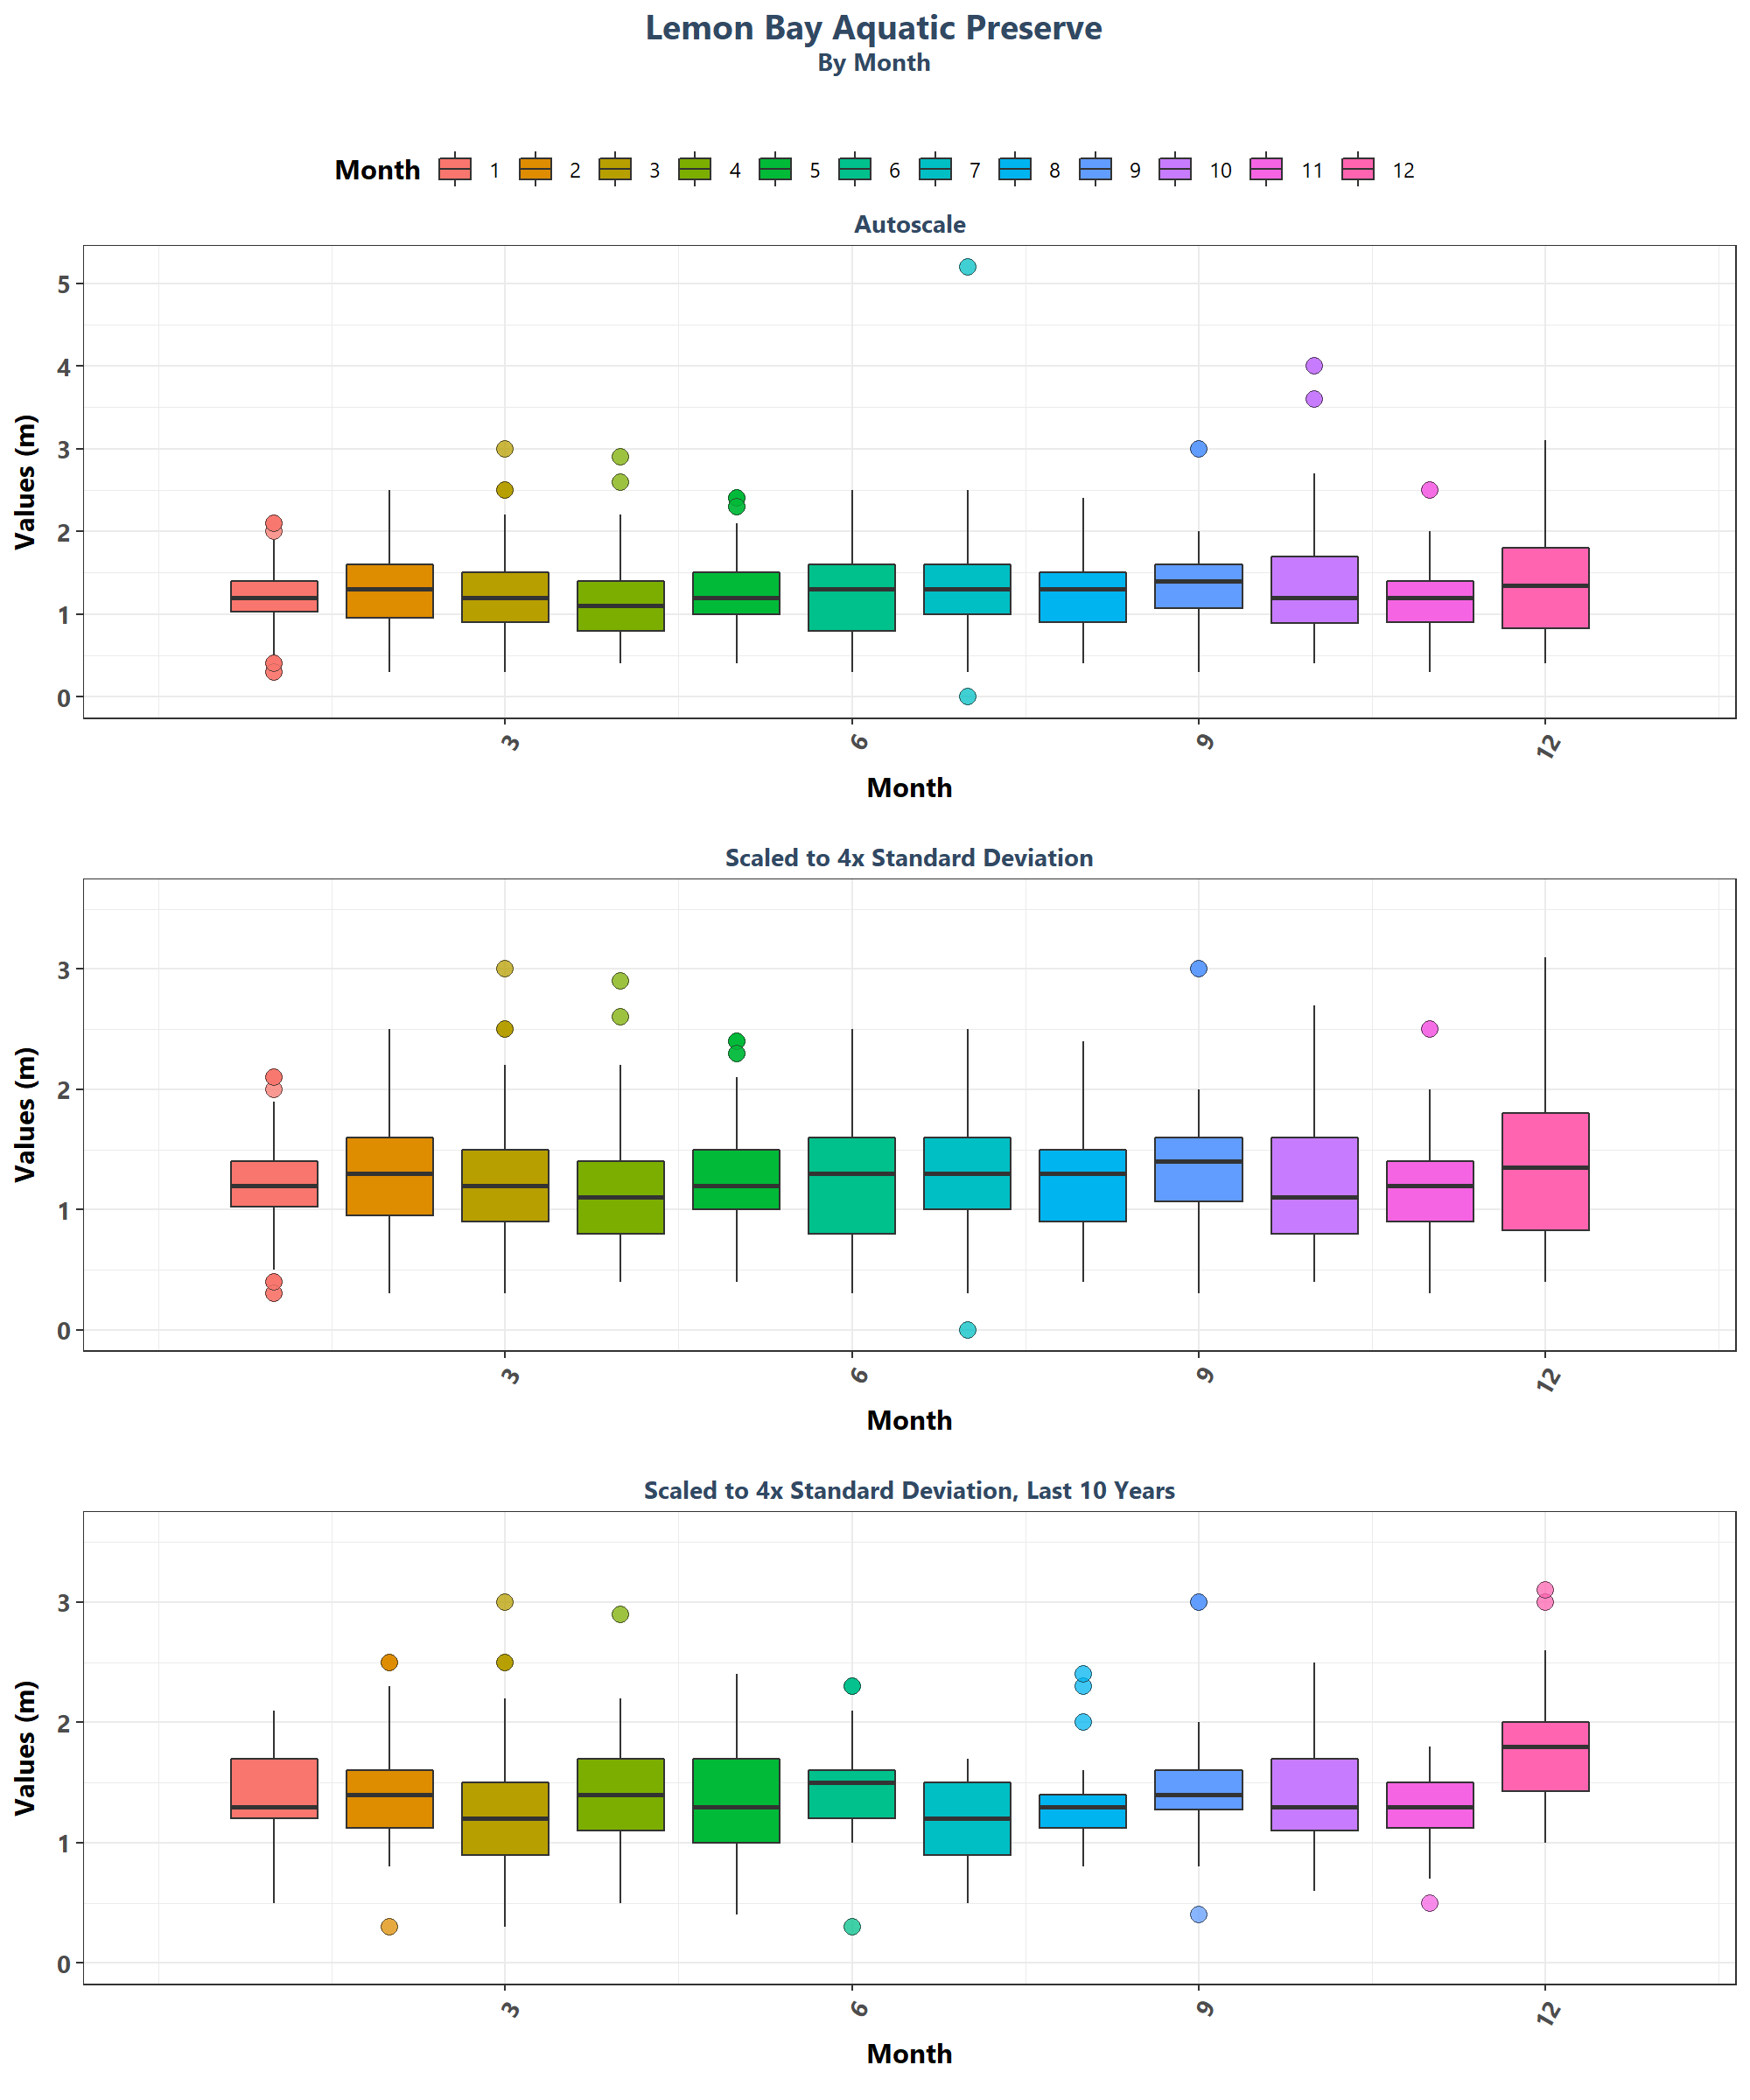 Lemon Bay Aquatic Preserve
By Month
Month 1 2 3 4 5 6 7 8 9 10 11 12
Autoscale
Values (m)
5
4
3
2
1
0
3 6 9 12
Month
Scaled to 4x Standard Deviation
Values (m)
3
2
1
0
3 6 9 12
Month
Scaled to 4x Standard Deviation, Last 10 Years
Values (m)
3
2
1
0
3 6 9 12
Month